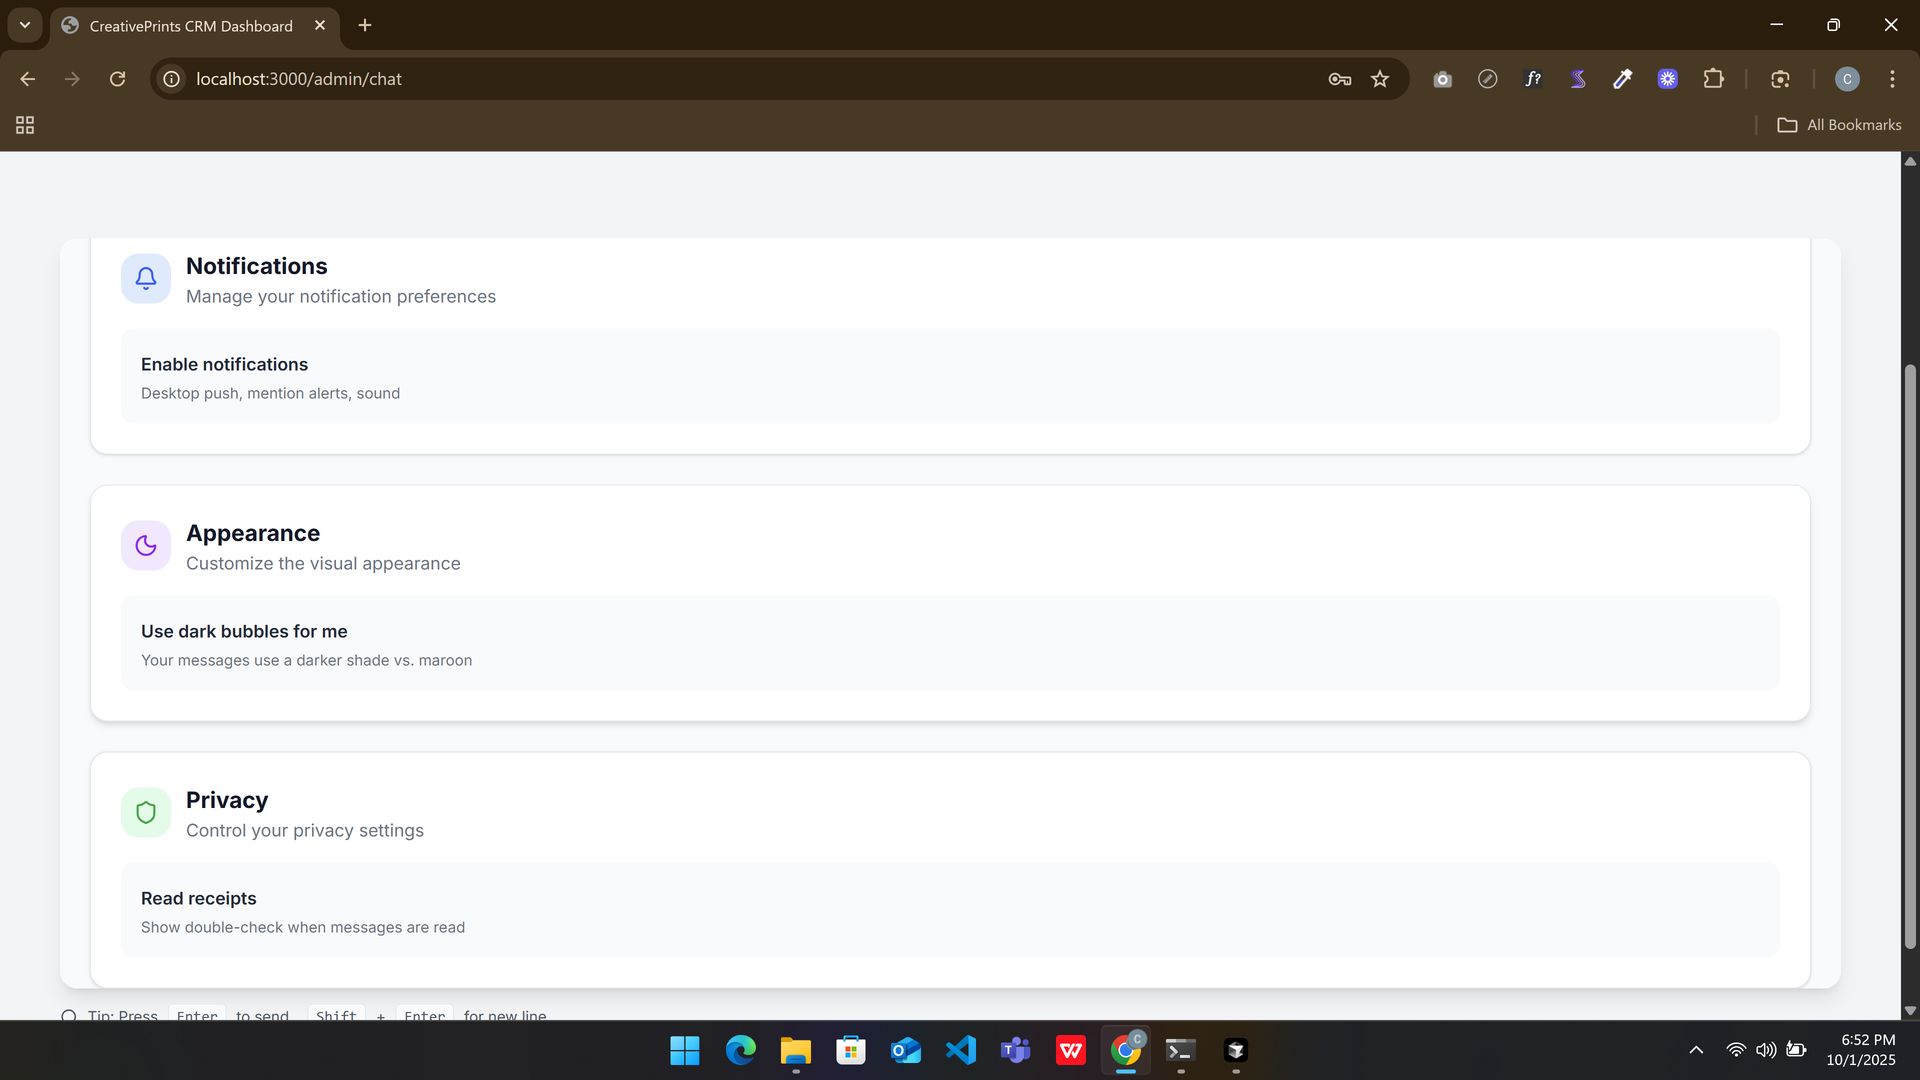 CreativePrints CRM Dashboard
localhost:3000/admin/chat
f?
C
All Bookmarks
Notifications
Manage your notification preferences
Enable notifications
Desktop push, mention alerts, sound
Appearance
Customize the visual appearance
Use dark bubbles for me
Your messages use a darker shade vs. maroon
Privacy
Control your privacy settings
Read receipts
Show double-check when messages are read
Tip: Press Enter to send Shift + Enter for new line
C
6:52 PM
10/1/2025